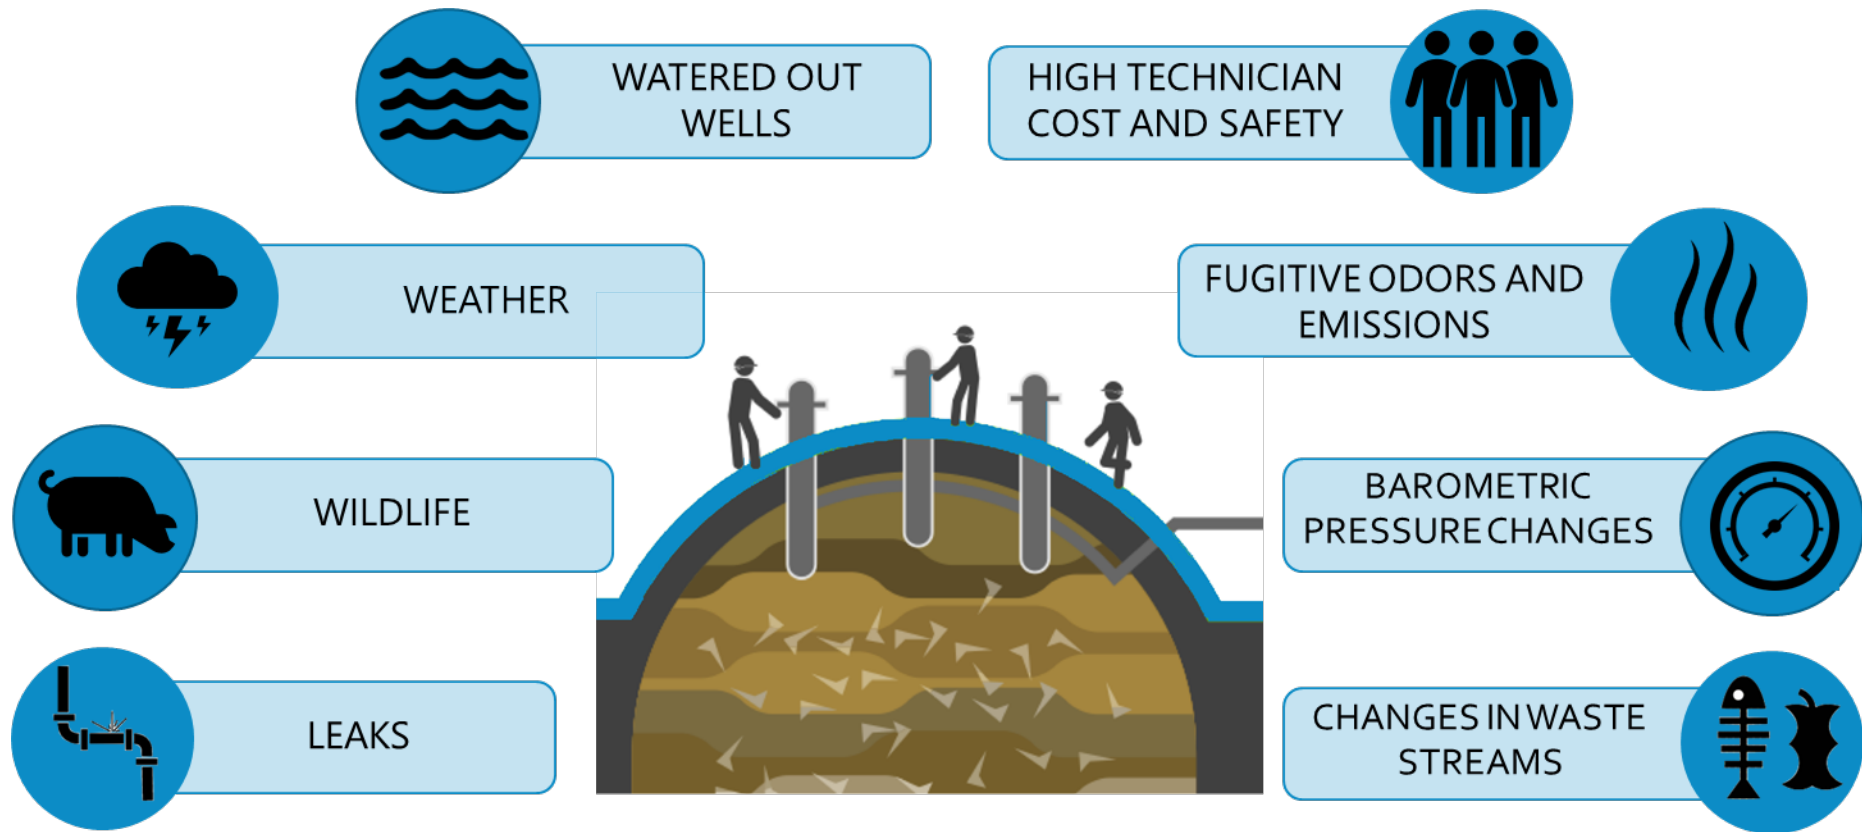 WATERED OUT
WELLS
HIGH TECHNICIAN
COST AND SAFETY
WEATHER
FUGITIVE ODORS AND
EMISSIONS
WILDLIFE
BAROMETRIC
PRESSURE CHANGES
LEAKS
CHANGES IN WASTE
STREAMS